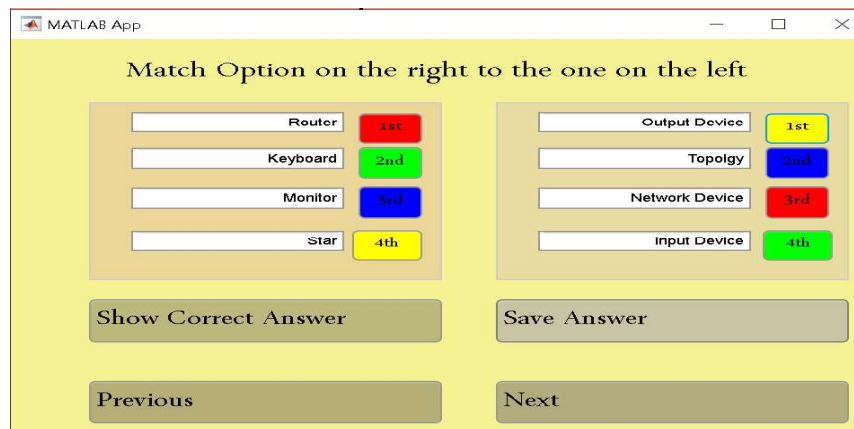 MATLAB App
Match Option on the right to the one on the left
Router 1st
Keyboard 2nd
Monitor 3rd
Star 4th
Output Device 1st
Topolgy 2nd
Network Device 3rd
Input Device 4th
Show Correct Answer
Save Answer
Previous
Next